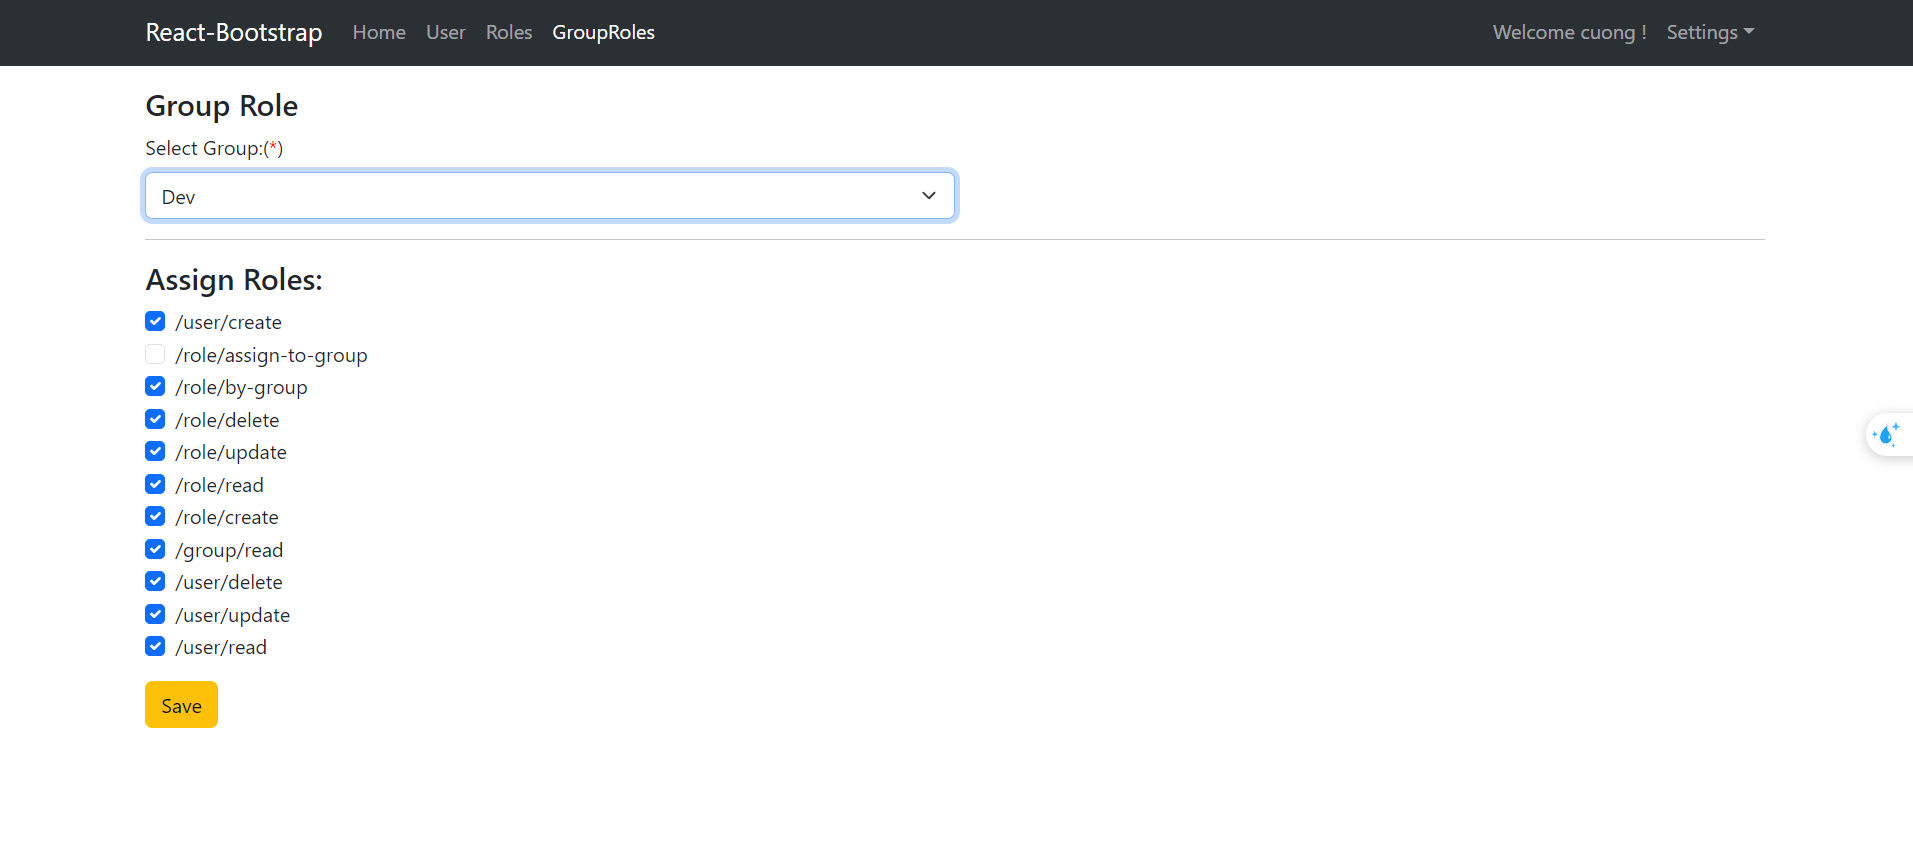 React-Bootstrap Home User Roles GroupRoles Welcome cuong ! Settings
Group Role
Select Group:(*)
Dev
Assign Roles:
/user/create
/role/assign-to-group
/role/by-group
/role/delete
/role/update
/role/read
/role/create
/group/read
/user/delete
/user/update
/user/read
Save